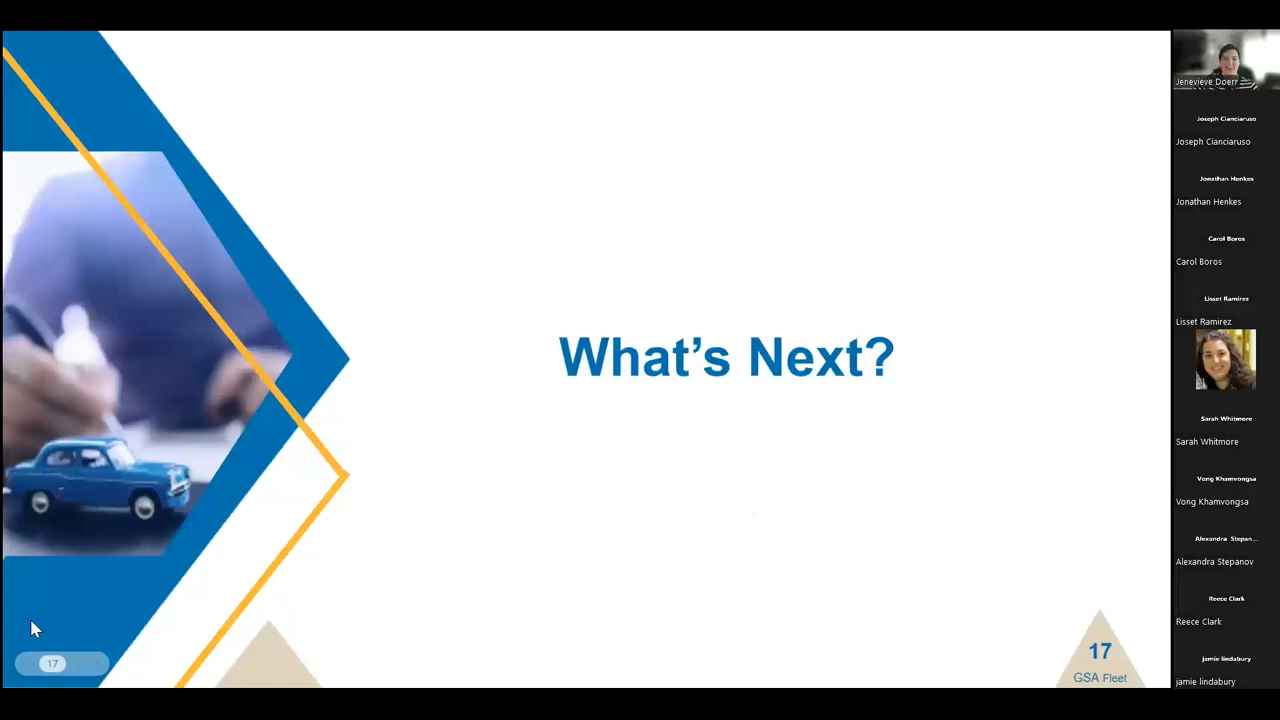 What's Next?
17
17
GSA Fleet
Jenevieve Doerr
Joseph Cianciaruso
Joseph Cianciaruso
Jonathan Henkes
Jonathan Henkes
Carol Boros
Carol Boros
Lisset Ramirez
Lisset Ramirez
Sarah Whitmore
Sarah Whitmore
Vong Khamvongsa
Vong Khamvongsa
Alexandra Stepan...
Alexandra Stepanov
Reece Clark
Reece Clark
jamie lindabury
jamie lindabury